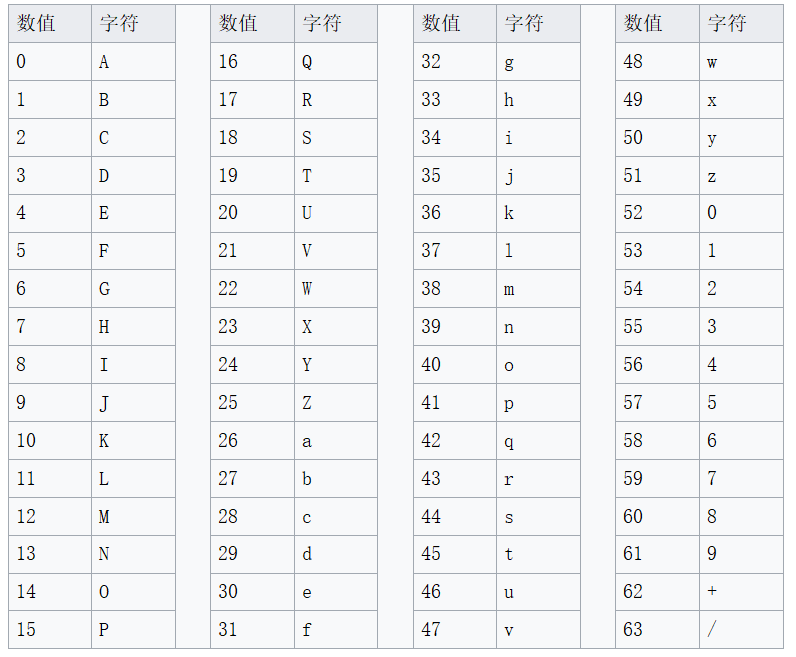 数值 字符 数值 字符 数值 字符 数值 字符
0 A 16 Q 32 g 48 w
1 B 17 R 33 h 49 x
2 C 18 S 34 i 50 y
3 D 19 T 35 j 51 z
4 E 20 U 36 k 52 0
5 F 21 V 37 l 53 1
6 G 22 W 38 m 54 2
7 H 23 X 39 n 55 3
8 I 24 Y 40 o 56 4
9 J 25 Z 41 p 57 5
10 K 26 a 42 q 58 6
11 L 27 b 43 r 59 7
12 M 28 c 44 s 60 8
13 N 29 d 45 t 61 9
14 O 30 e 46 u 62 +
15 P 31 f 47 v 63 /